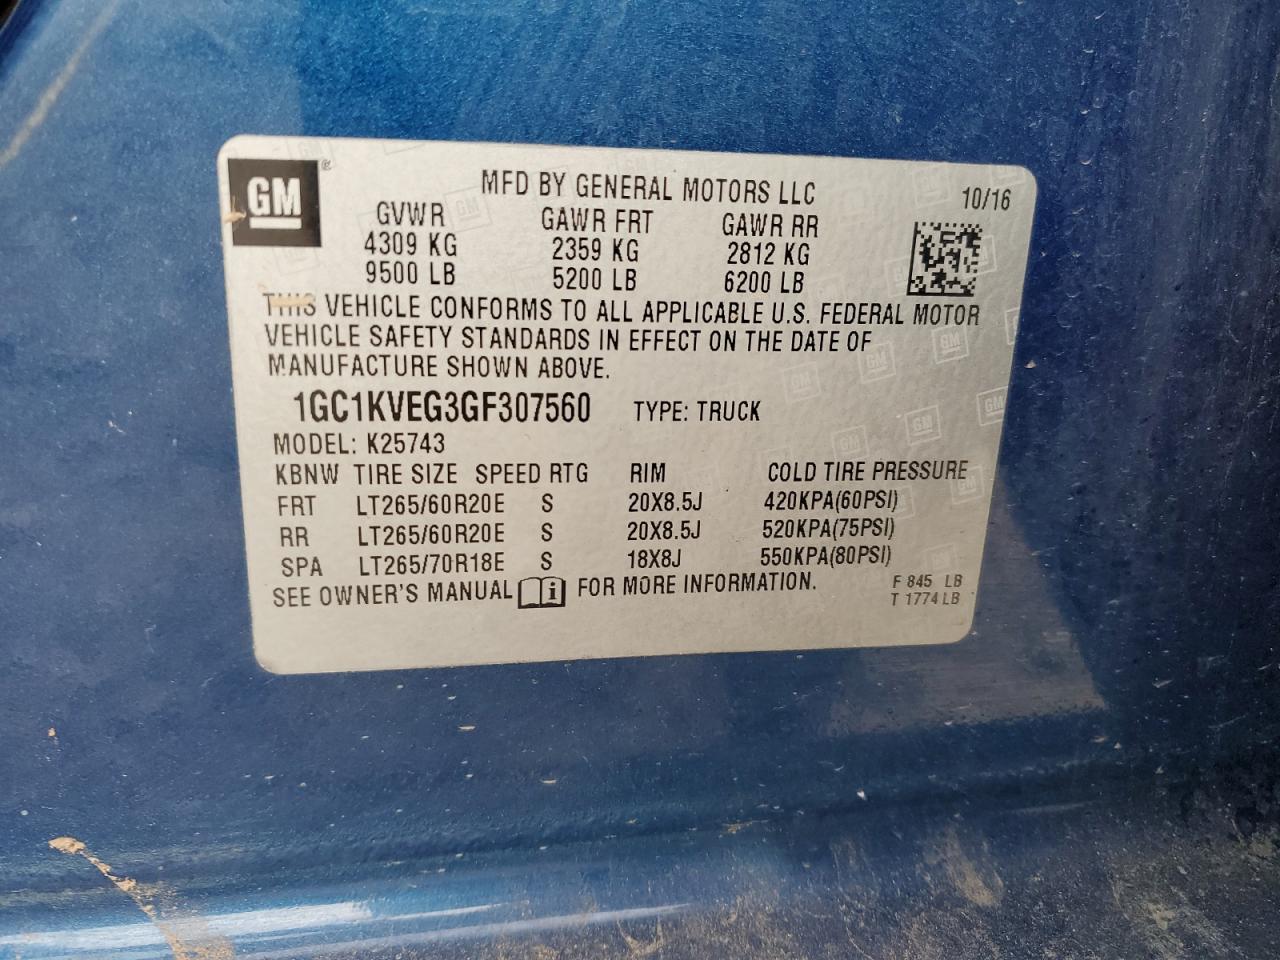 GM ®
MFD BY GENERAL MOTORS LLC
10/16
GVWR GAWR FRT GAWR RR
4309 KG 2359 KG 2812 KG
9500 LB 5200 LB 6200 LB
THIS VEHICLE CONFORMS TO ALL APPLICABLE U.S. FEDERAL MOTOR
VEHICLE SAFETY STANDARDS IN EFFECT ON THE DATE OF
MANUFACTURE SHOWN ABOVE.
1GC1KVEG3GF307560 TYPE: TRUCK
MODEL: K25743
KBNW TIRE SIZE SPEED RTG RIM COLD TIRE PRESSURE
FRT LT265/60R20E S 20X8.5J 420KPA(60PSI)
RR LT265/60R20E S 20X8.5J 520KPA(75PSI)
SPA LT265/70R18E S 18X8J 550KPA(80PSI)
SEE OWNER'S MANUAL i FOR MORE INFORMATION.
F 845 LB
T 1774 LB